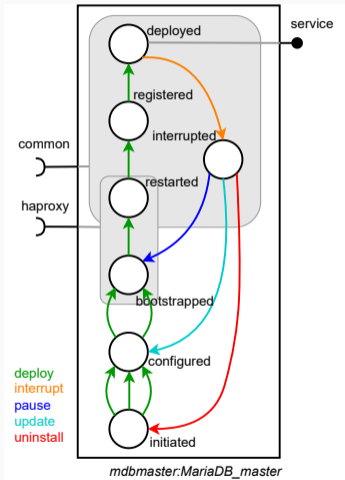 deployed
service
registered
interrupted
common
restarted
haproxy
bootstrapped
configured
deploy
interrupt
pause
update
uninstall
initiated
mdbmaster:MariaDB_master